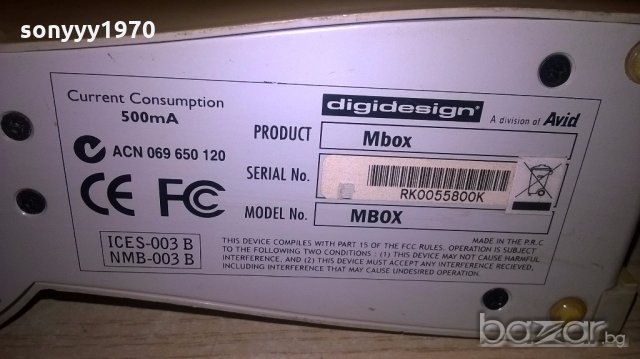 sonyyy1970
Current Consumption
500mA
digidesign®
A division of Avid
PRODUCT
Mbox
ACN 069 650 120
SERIAL No.
RK0055800K
CE FC
MODEL No.
MBOX
MADE IN THE P.R.C
ICES-003 B
NMB-003 B
THIS DEVICE COMPLIES WITH PART 15 OF THE FCC RULES. OPERATION IS SUBJECT
TO THE FOLLOWING TWO CONDITIONS : (1) THIS DEVICE MAY NOT CAUSE HARMFUL
INTERFERENCE, AND (2) THIS DEVICE MUST ACCEPT ANY INTERFERENCE RECIEVED,
INCLUDING INTERFERENCE THAT MAY CAUSE UNDESIRED OPERATION.
bazar.bg